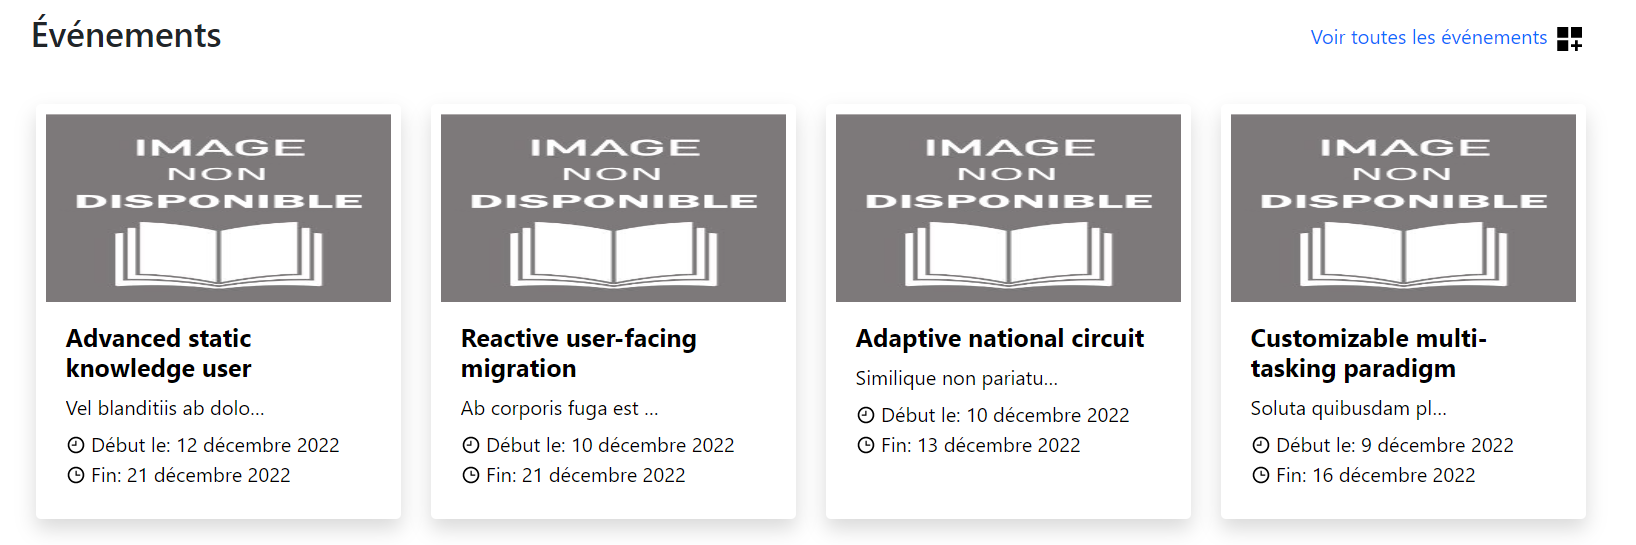 Événements
Voir toutes les événements
IMAGE
NON
DISPONIBLE
Advanced static
knowledge user
Vel blanditiis ab dolo...
Début le: 12 décembre 2022
Fin: 21 décembre 2022
IMAGE
NON
DISPONIBLE
Reactive user-facing
migration
Ab corporis fuga est ...
Début le: 10 décembre 2022
Fin: 21 décembre 2022
IMAGE
NON
DISPONIBLE
Adaptive national circuit
Similique non pariatu...
Début le: 10 décembre 2022
Fin: 13 décembre 2022
IMAGE
NON
DISPONIBLE
Customizable multi-
tasking paradigm
Soluta quibusdam pl...
Début le: 9 décembre 2022
Fin: 16 décembre 2022